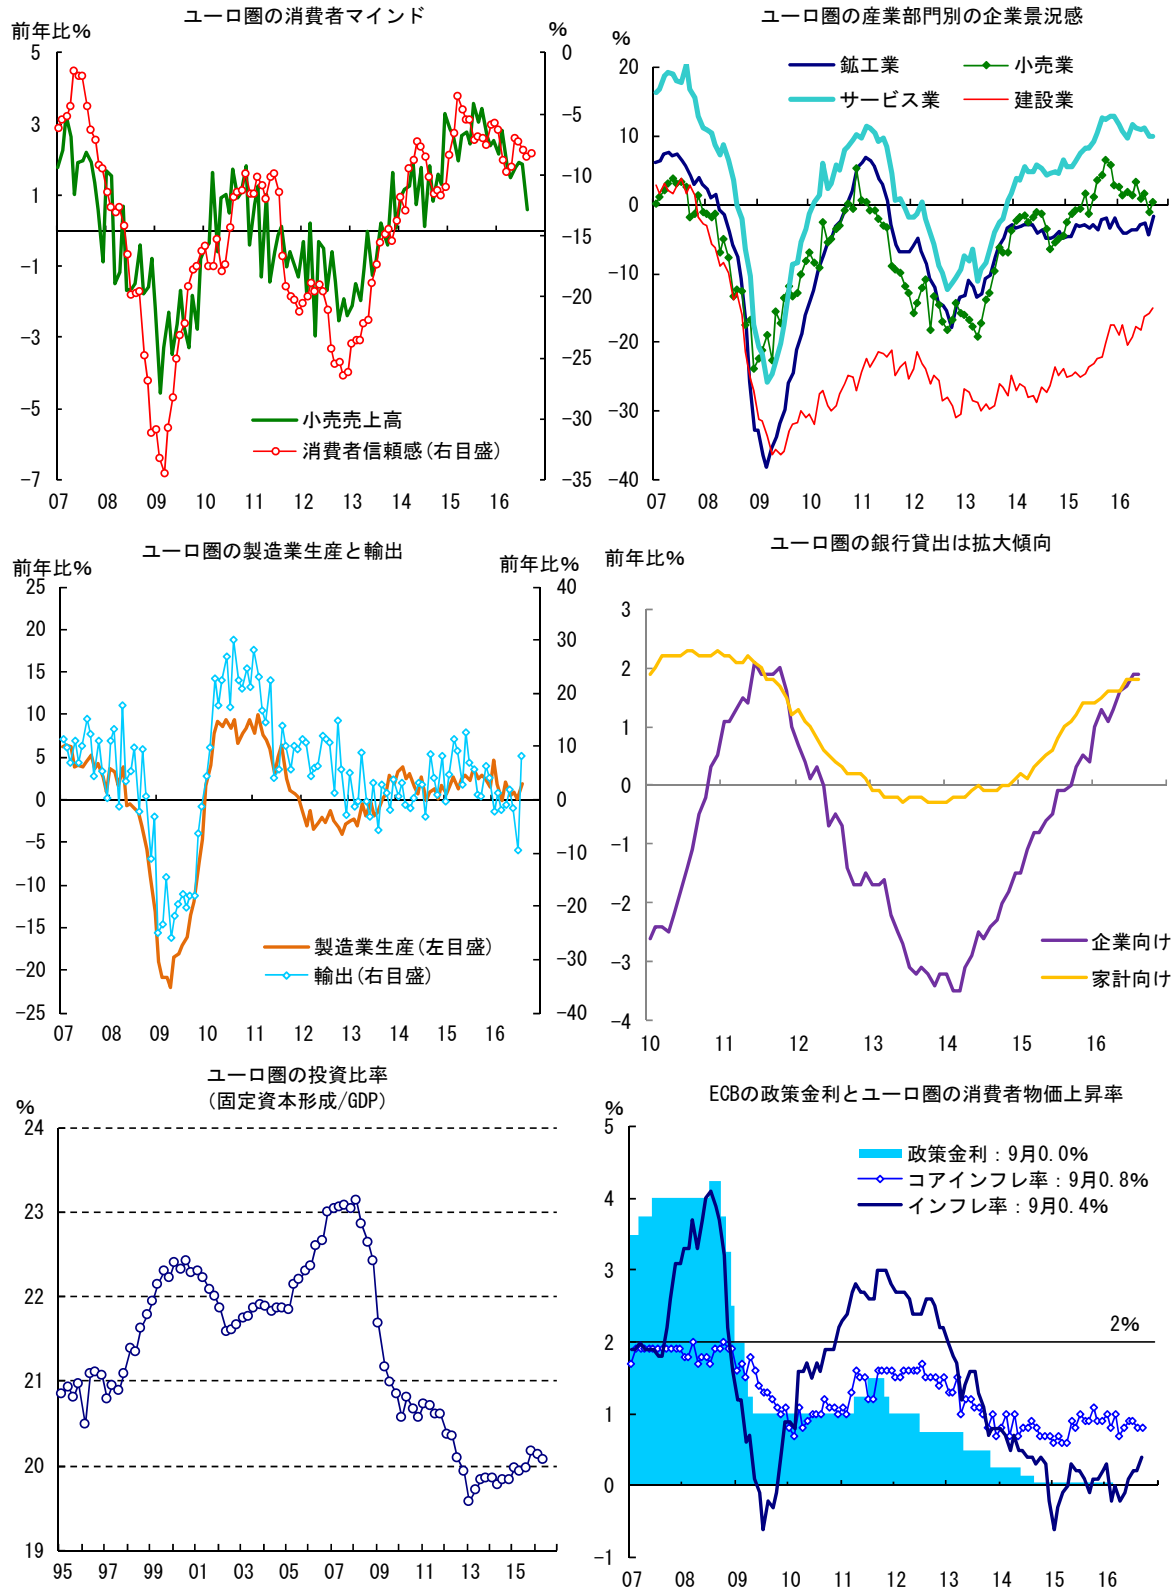 ユーロ圏の消費者マインド
前年比%
%
5
3
1
-1
-3
-5
-7
0
-5
-10
-15
-20
-25
-30
-35
小売売上高
消費者信頼感(右目盛)
07 08 09 10 11 12 13 14 15 16
ユーロ圏の産業部門別の企業景況感
%
20
10
0
-10
-20
-30
-40
鉱工業
小売業
サービス業
建設業
07 08 09 10 11 12 13 14 15 16
ユーロ圏の製造業生産と輸出
前年比%
前年比%
25
20
15
10
5
0
-5
-10
-15
-20
-25
40
30
20
10
0
-10
-20
-30
-40
製造業生産(左目盛)
輸出(右目盛)
07 08 09 10 11 12 13 14 15 16
ユーロ圏の銀行貸出は拡大傾向
前年比%
3
2
1
0
-1
-2
-3
-4
企業向け
家計向け
10 11 12 13 14 15 16
ユーロ圏の投資比率
(固定資本形成/GDP)
%
24
23
22
21
20
19
95 97 99 01 03 05 07 09 11 13 15
ECBの政策金利とユーロ圏の消費者物価上昇率
%
5
4
3
2
1
0
-1
政策金利：9月0.0%
コアインフレ率：9月0.8%
インフレ率：9月0.4%
2%
07 08 09 10 11 12 13 14 15 16